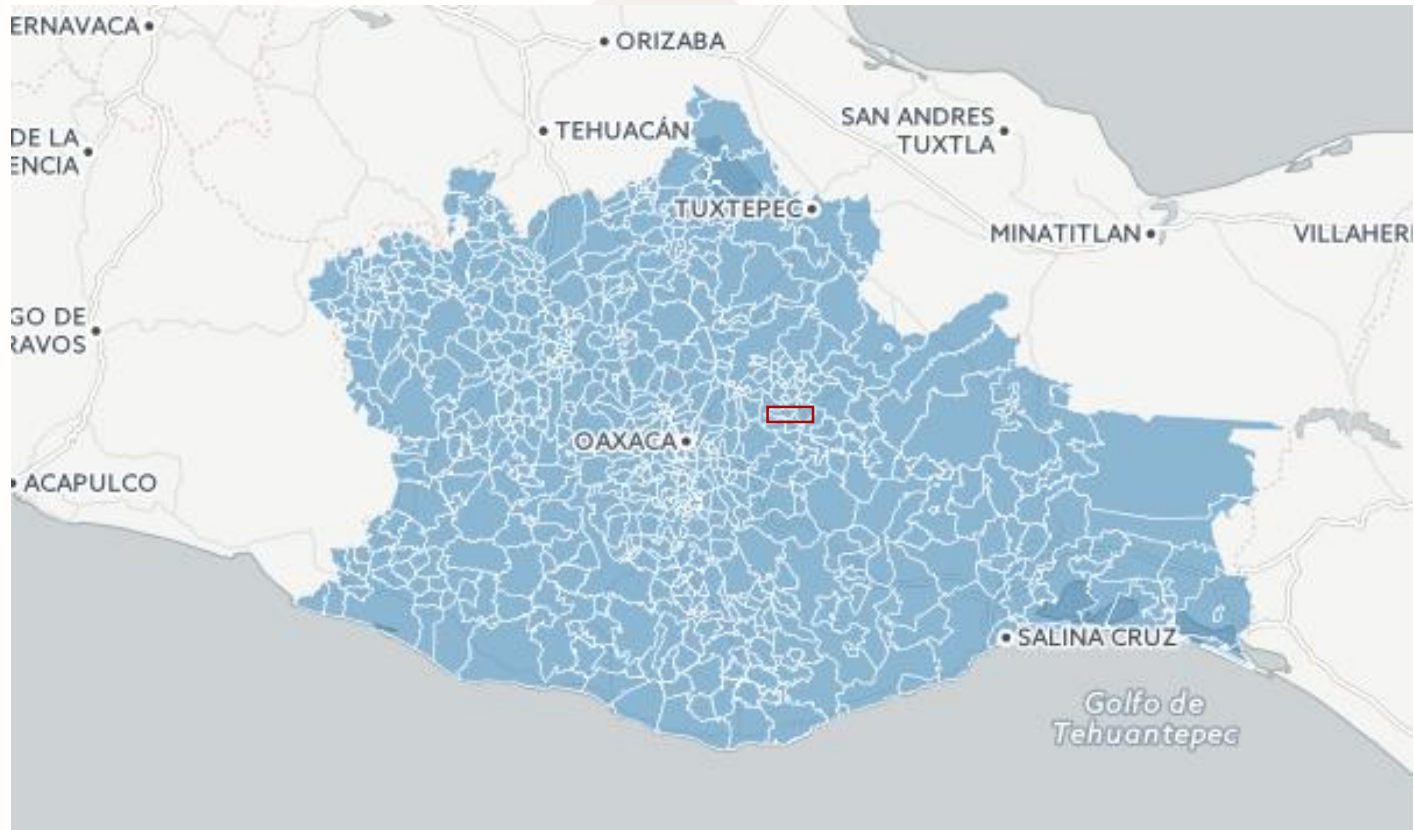 ERNAVACA
ORIZABA
TEHUACÁN
SAN ANDRES
TUXTLA
DE LA
ENCIA
TUXTEPEC
MINATITLAN
VILLAHER
GO DE
RAVOS
OAXACA
ACAPULCO
SALINA CRUZ
Golfo de
Tehuantepec